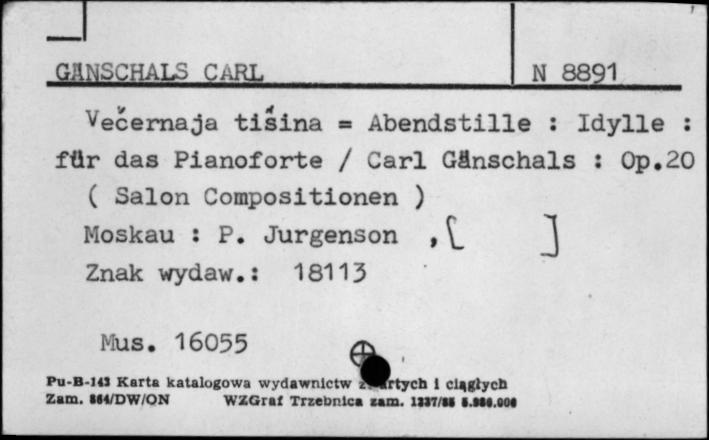 GÄNSCHALS CARL
N 8891
Večernaja tišina = Abendstille : Idylle :
für das Pianoforte / Carl Gänschals : Op.20
( Salon Compositionen )
Moskau : P. Jurgenson , [ ]
Znak wydaw.: 18113
Mus. 16055
Pu-B-143 Karta katalogowa wydawnictw i ciągłych
Zam. 864/DW/ON WZGraf Trzebnica zam.